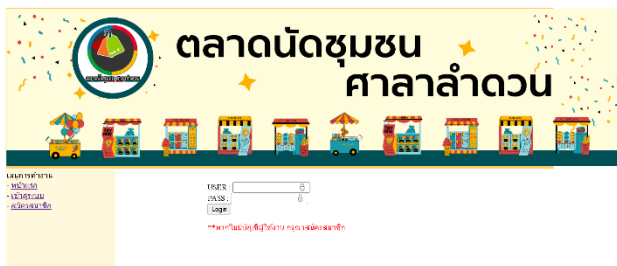 ตลาดนัดชุมชน
ศาลาลำดวน
เมนูการทำงาน
- หน้าแรก
- เข้าสู่ระบบ
- สมัครสมาชิก
USER :
PASS :
Login
**หากไม่มีบัญชีผู้ใช้งาน กรุณาสมัครสมาชิก